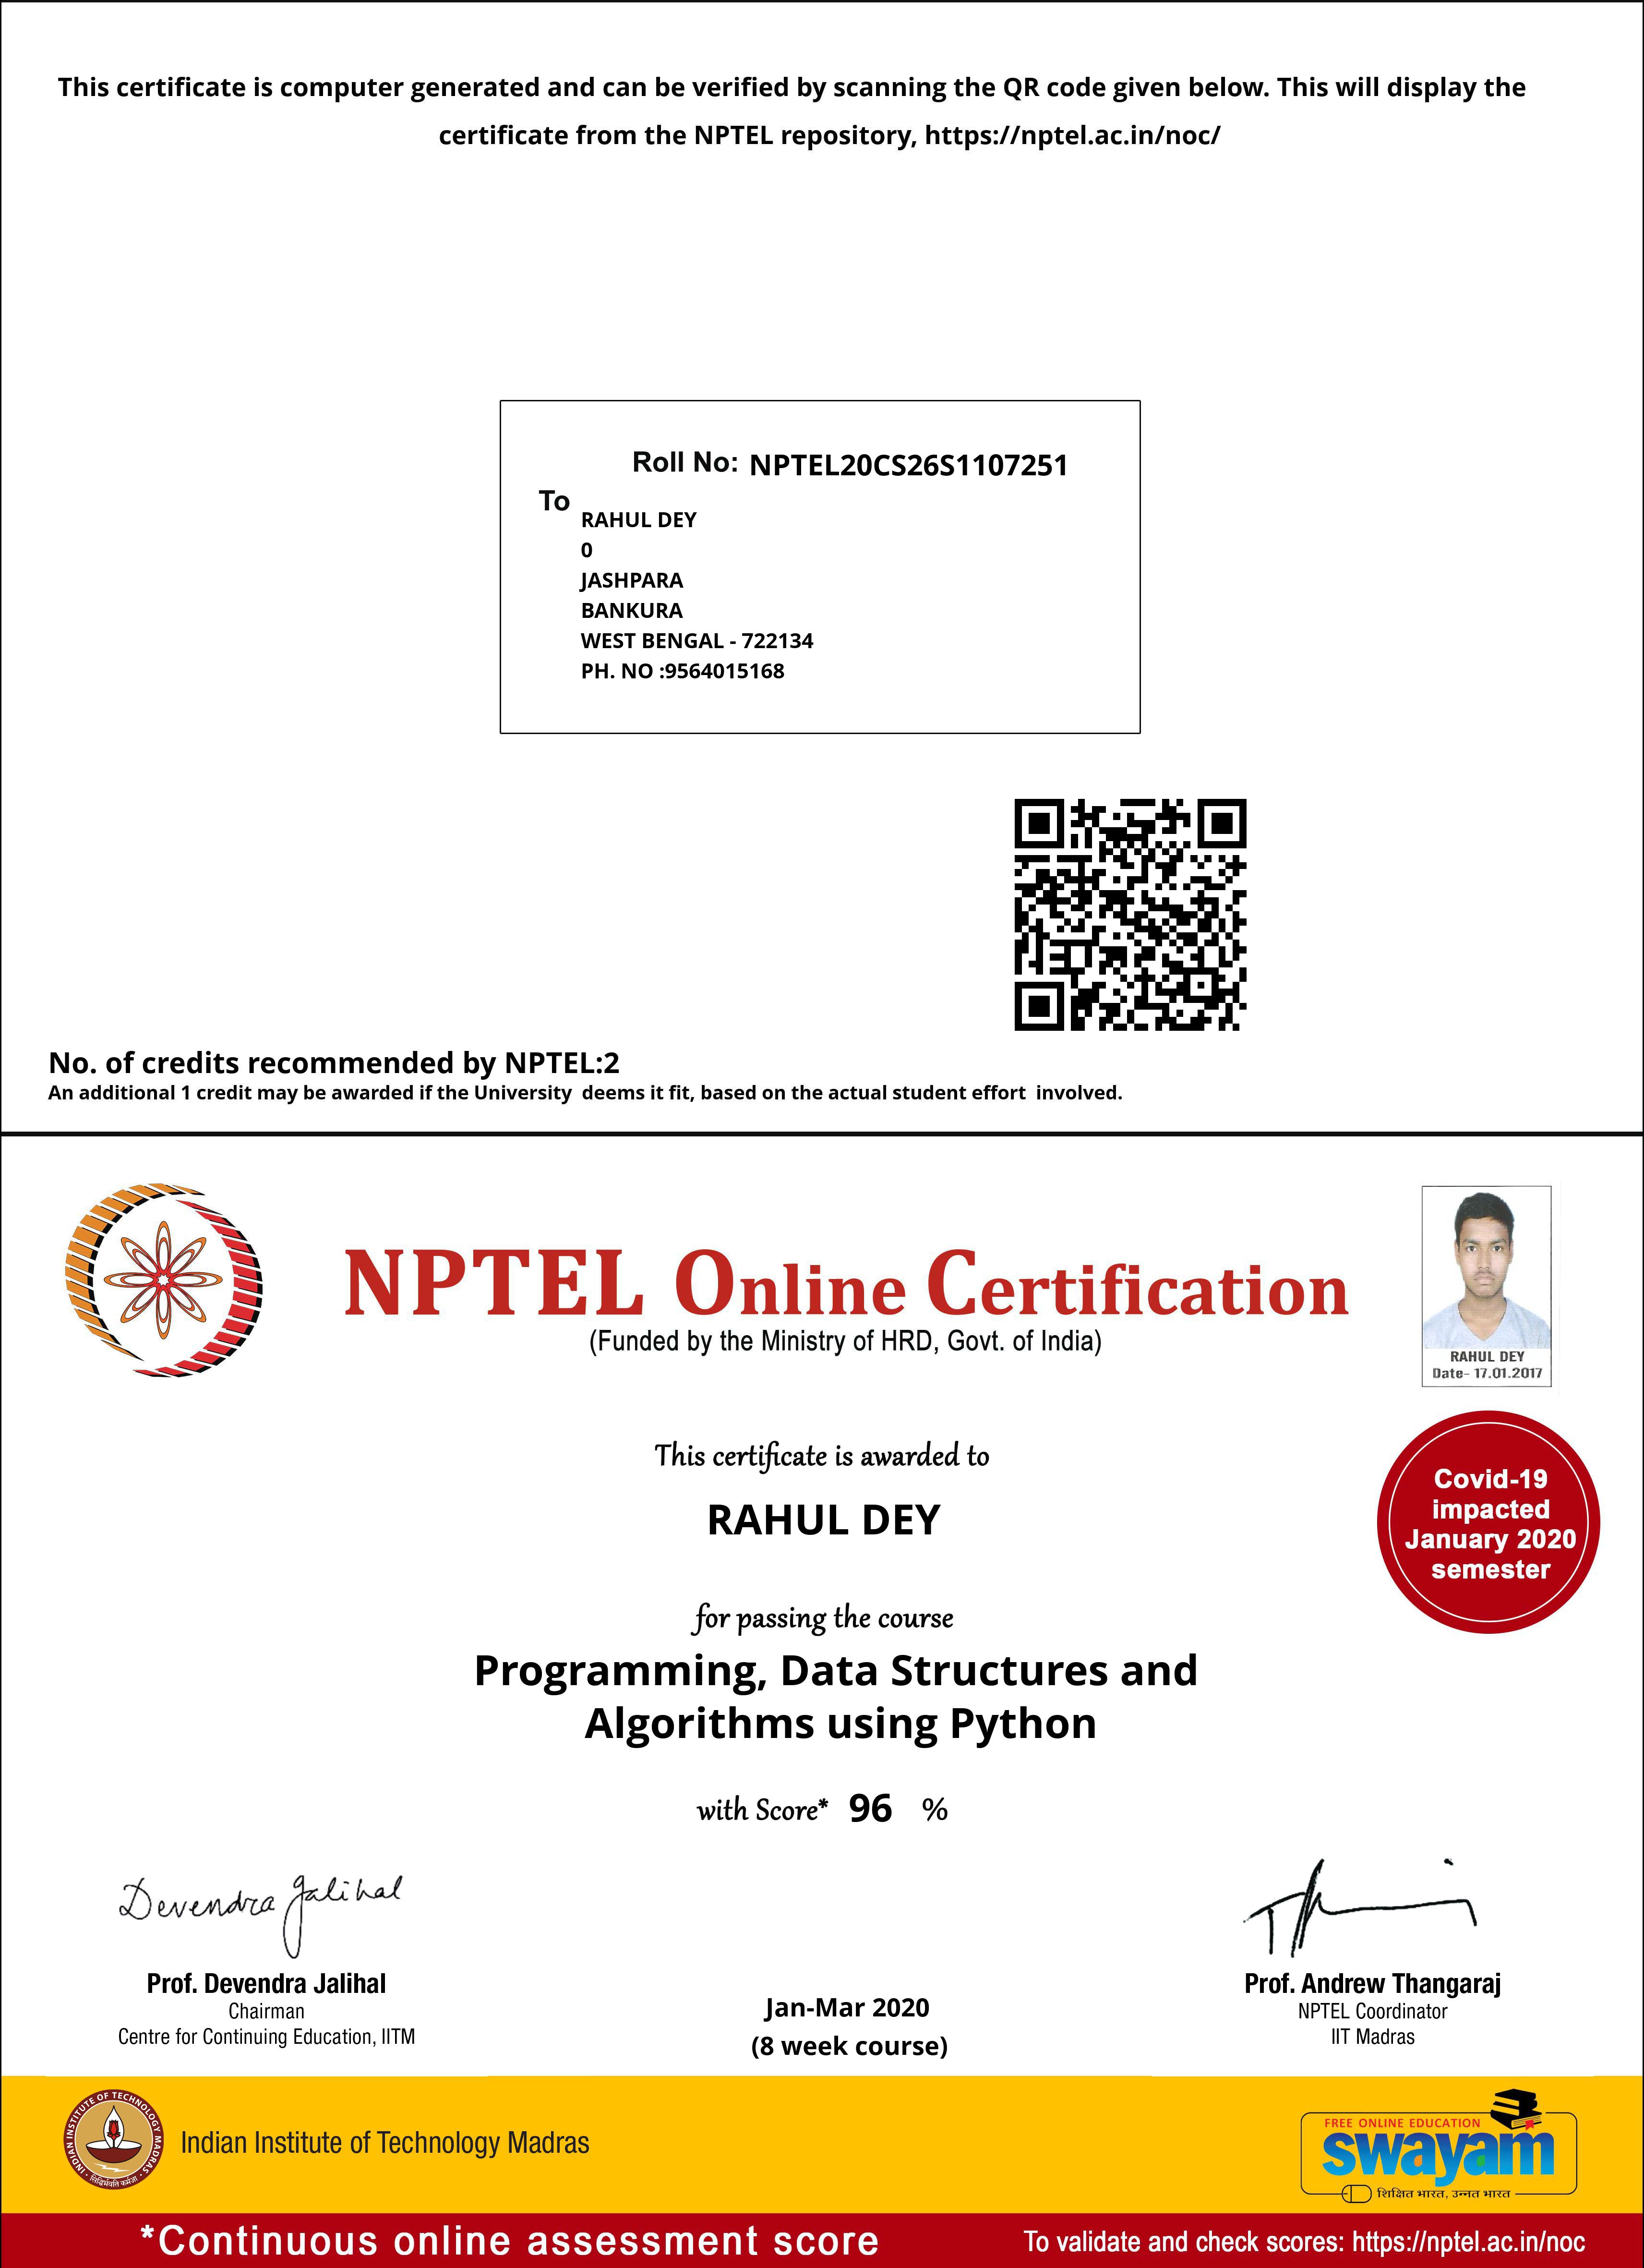 This certificate is computer generated and can be verified by scanning the QR code given below. This will display the
certificate from the NPTEL repository, https://nptel.ac.in/noc/
Roll No: NPTEL20CS26S1107251
To
RAHUL DEY
0
JASHPARA
BANKURA
WEST BENGAL - 722134
PH. NO :9564015168
No. of credits recommended by NPTEL:2
An additional 1 credit may be awarded if the University deems it fit, based on the actual student effort involved.
NPTEL Online Certification
(Funded by the Ministry of HRD, Govt. of India)
RAHUL DEY
Date- 17.01.2017
This certificate is awarded to
RAHUL DEY
Covid-19
impacted
January 2020
semester
for passing the course
Programming, Data Structures and
Algorithms using Python
with Score* 96 %
Devendra Jalihal
Prof. Devendra Jalihal
Chairman
Centre for Continuing Education, IITM
Jan-Mar 2020
(8 week course)
Prof. Andrew Thangaraj
NPTEL Coordinator
IIT Madras
INDIAN INSTITUTE OF TECHNOLOGY MADRAS
सिद्धिर्भवति कर्मजा
Indian Institute of Technology Madras
FREE ONLINE EDUCATION
swayam
शिक्षित भारत, उन्नत भारत
*Continuous online assessment score
To validate and check scores: https://nptel.ac.in/noc